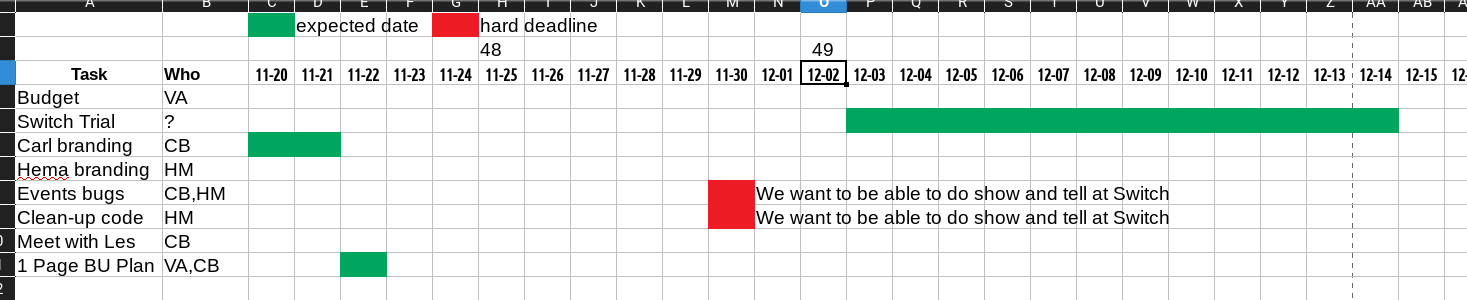 A B C D E F G H I J K L M N O P Q R S T U V W X Y Z AA AB A
expected date hard deadline
48 49
Task Who 11-20 11-21 11-22 11-23 11-24 11-25 11-26 11-27 11-28 11-29 11-30 12-01 12-02 12-03 12-04 12-05 12-06 12-07 12-08 12-09 12-10 12-11 12-12 12-13 12-14 12-15 12-
Budget VA
Switch Trial ?
Carl branding CB
Hema branding HM
Events bugs CB,HM We want to be able to do show and tell at Switch
Clean-up code HM We want to be able to do show and tell at Switch
0 Meet with Les CB
1 Page BU Plan VA,CB
2